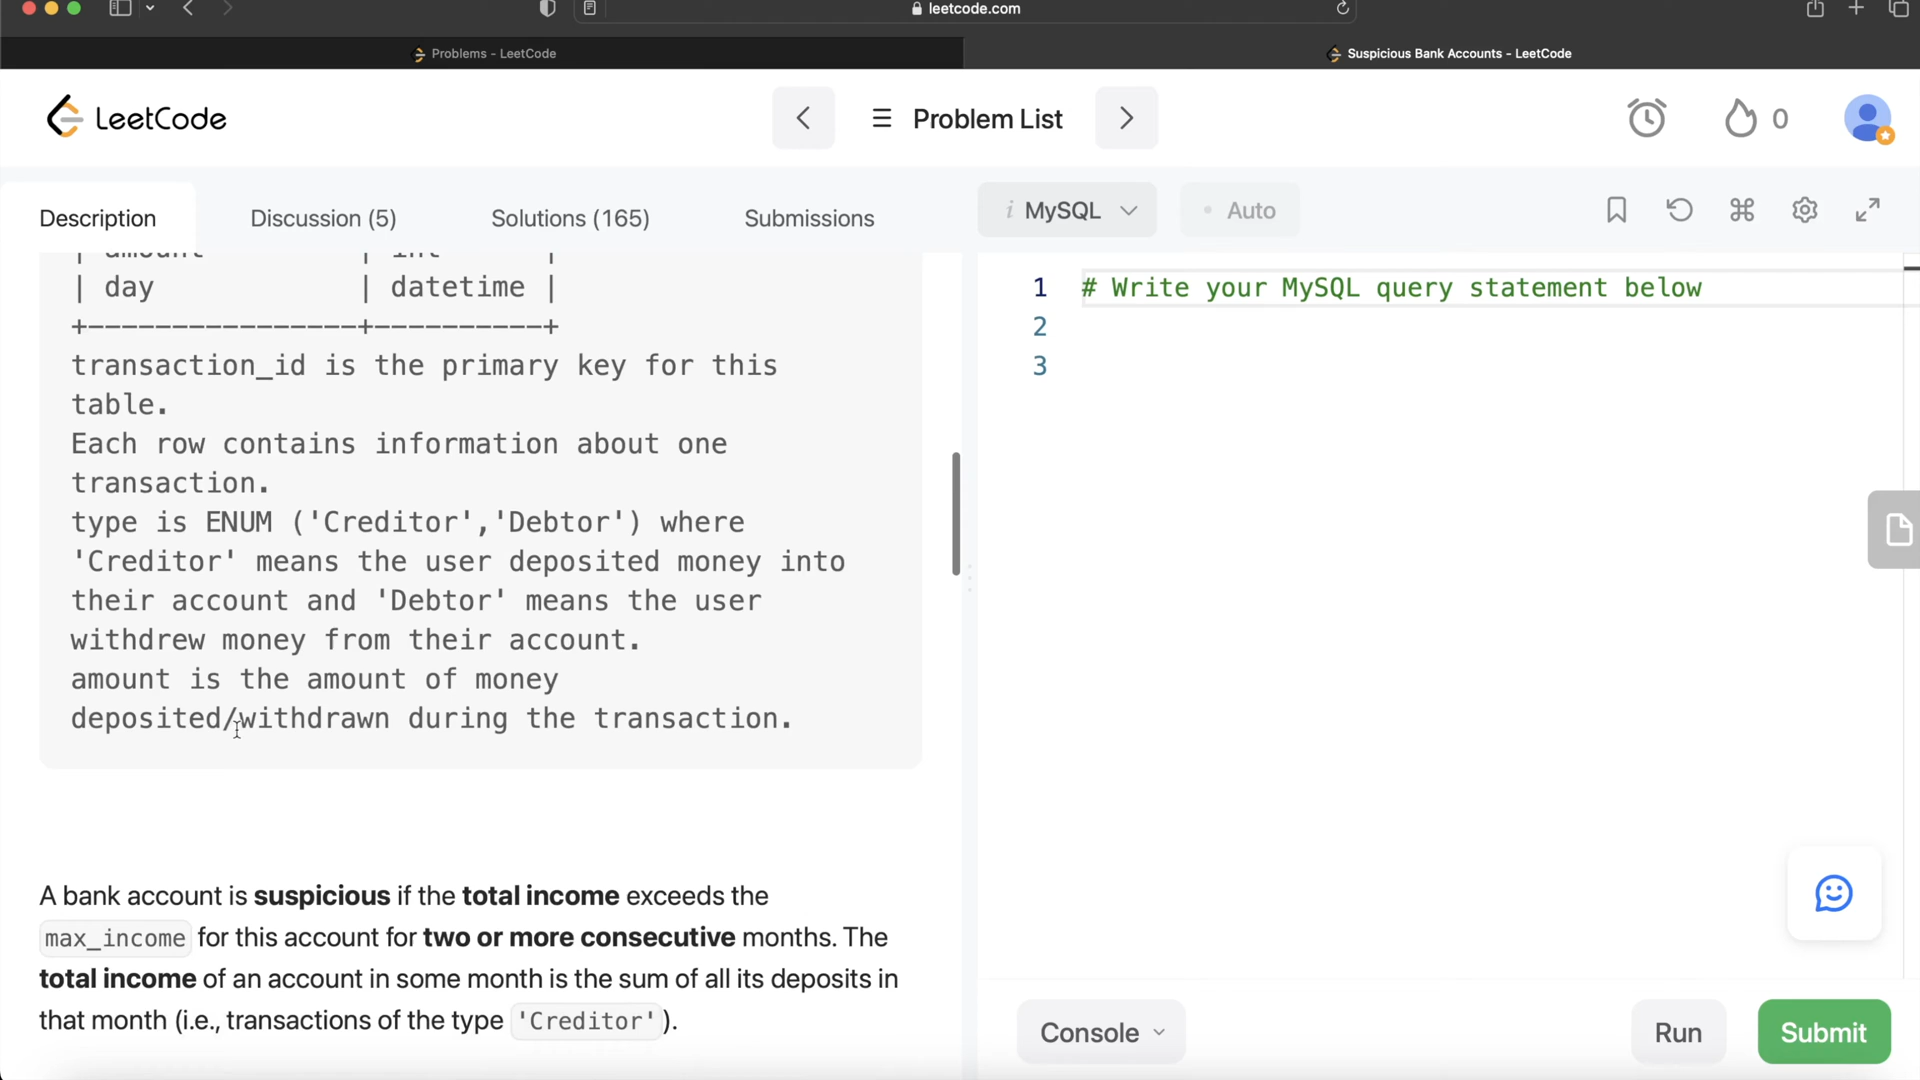 leetcode.com
Problems - LeetCode
Suspicious Bank Accounts - LeetCode
LeetCode
Problem List
0
Description
Discussion (5)
Solutions (165)
Submissions
i MySQL
Auto
| amount | int |
| day | datetime |
+----------------+----------+
transaction_id is the primary key for this
table.
Each row contains information about one
transaction.
type is ENUM ('Creditor','Debtor') where
'Creditor' means the user deposited money into
their account and 'Debtor' means the user
withdrew money from their account.
amount is the amount of money
deposited/withdrawn during the transaction.
A bank account is suspicious if the total income exceeds the
max_income for this account for two or more consecutive months. The
total income of an account in some month is the sum of all its deposits in
that month (i.e., transactions of the type 'Creditor').
1 # Write your MySQL query statement below
2
3
Console
Run
Submit